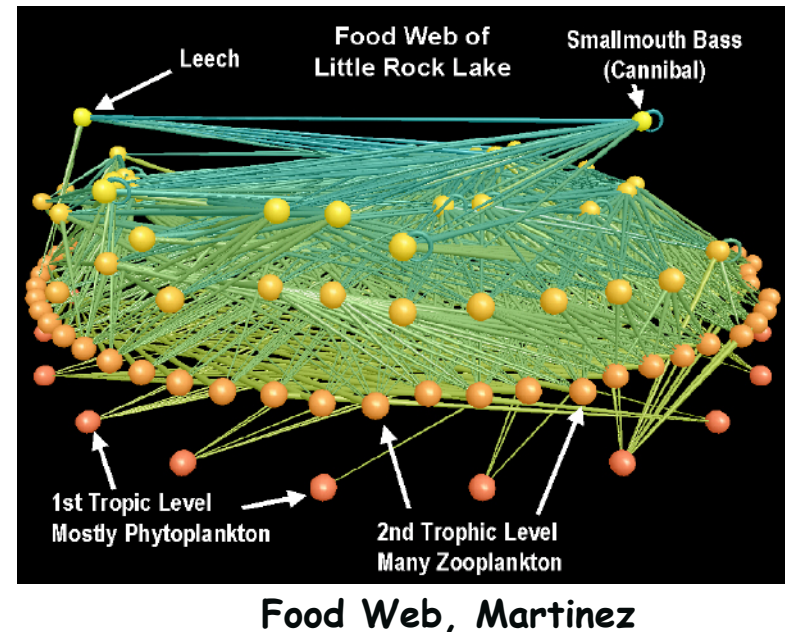 Food Web of
Little Rock Lake
Smallmouth Bass
(Cannibal)
Leech
1st Tropic Level
Mostly Phytoplankton
2nd Trophic Level
Many Zooplankton
Food Web, Martinez